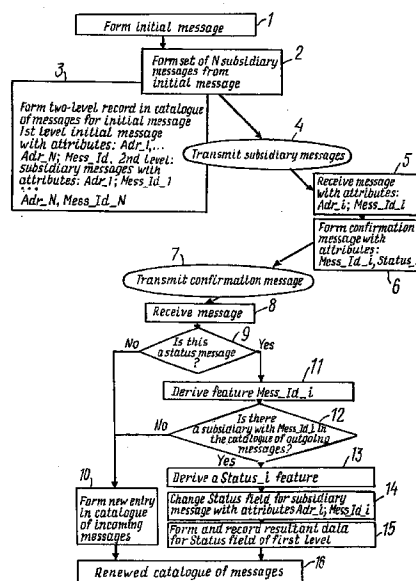 1
Form initial message
2
Form set of N subsidiary
messages from
initial message
3
Form two-level record in catalogue
of messages for initial message
1st level initial message
with attributes: Adr_1,...
Adr_N; Mess_Id, 2nd level:
subsidiary messages with
attributes: Adr_1; Mess_Id_1
...
Adr_N, Mess_Id_N
4
Transmit subsidiary messages
5
Receive message
with attributes:
Adr_i; Mess_Id_i
Form confirmation
message with
attributes:
Mess_Id_i, Status_i
6
7
Transmit confirmation message
8
Receive message
9
No
Is this
a status message
?
Yes
11
Derive feature Mess_Id_i
12
No
Is there
a subsidiary with Mess_Id_i in
the catalogue of outgoing
messages?
Yes
13
Derive a Status_i feature
10
Form new entry
in catalogue
of incoming
messages
14
Change Status field for subsidiary
message with attributes Adr_i; Mess_Id_i
15
Form and record resultant data
for Status field of first level
16
Renewed catalogue of messages